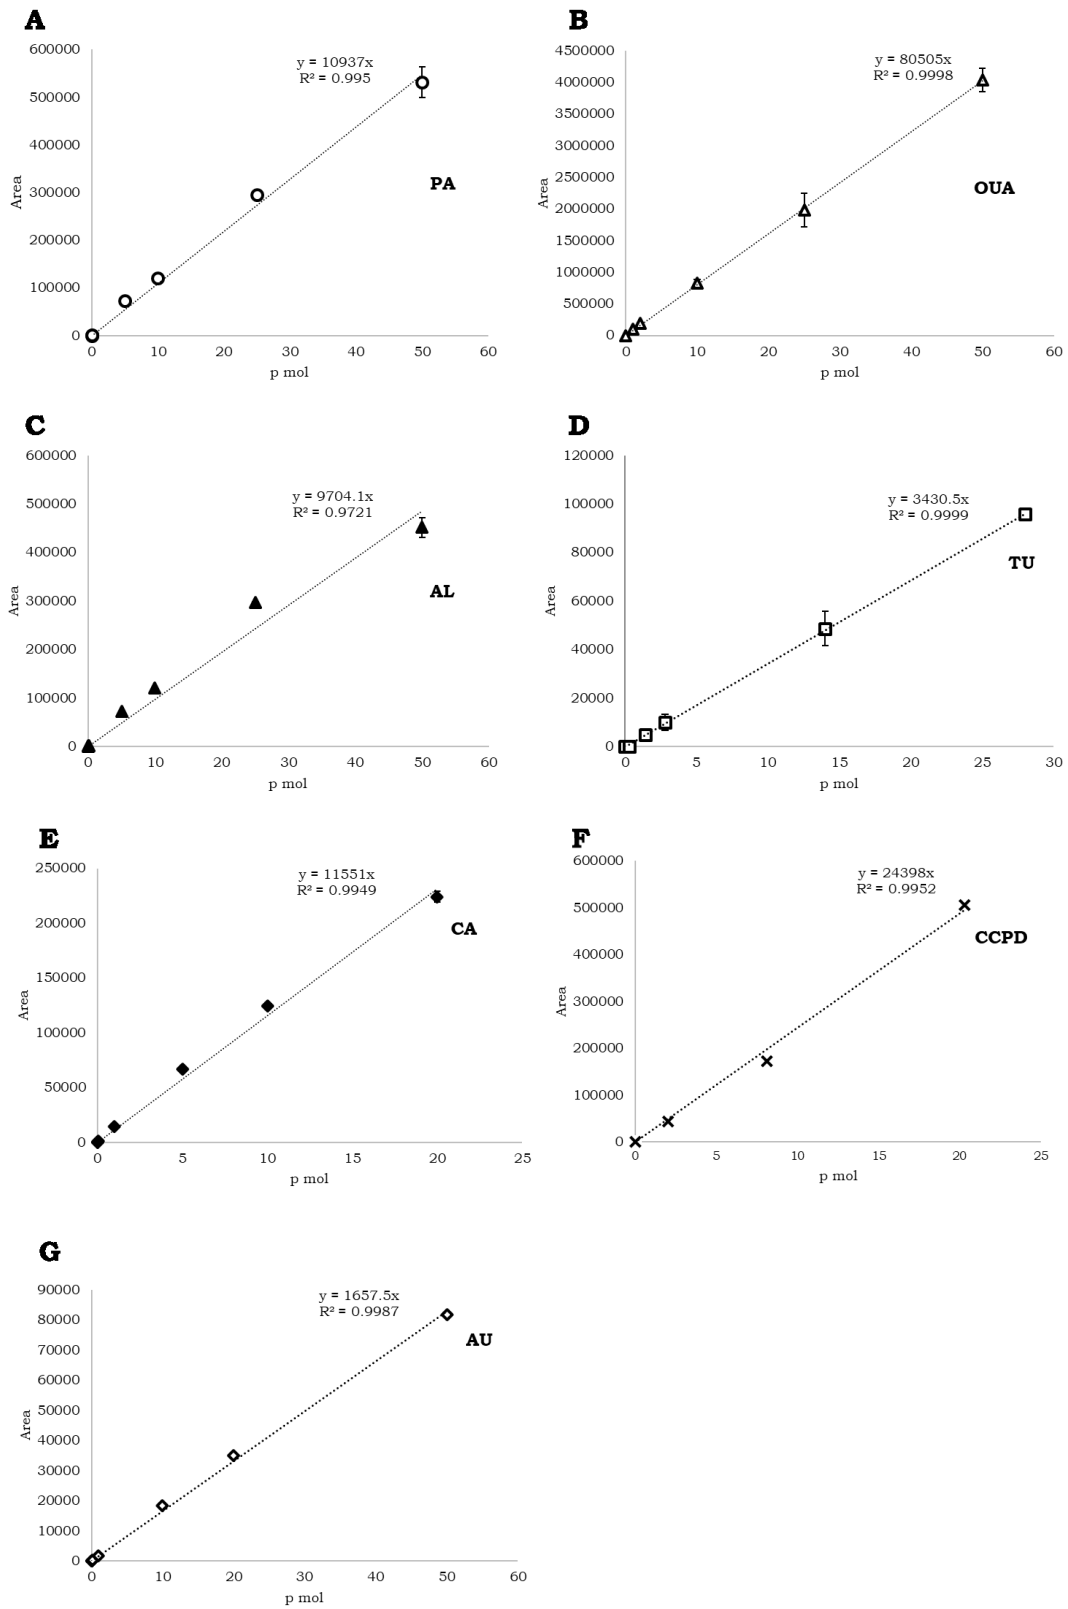 A
600000
y = 10937x
R² = 0.995
500000
400000
Area
300000
PA
200000
100000
0
0 10 20 30 40 50 60
p mol
B
4500000
y = 80505x
R² = 0.9998
4000000
3500000
3000000
2500000
Area
OUA
2000000
1500000
1000000
500000
0
0 10 20 30 40 50 60
p mol
C
600000
y = 9704.1x
R² = 0.9721
500000
400000
Area
300000
AL
200000
100000
0
0 10 20 30 40 50 60
p mol
D
120000
y = 3430.5x
R² = 0.9999
100000
80000
TU
Area
60000
40000
20000
0
0 5 10 15 20 25 30
p mol
E
250000
y = 11551x
R² = 0.9949
200000
CA
150000
Area
100000
50000
0
0 5 10 15 20 25
p mol
F
600000
y = 24398x
R² = 0.9952
500000
CCPD
400000
Area
300000
200000
100000
0
0 5 10 15 20 25
p mol
G
90000
y = 1657.5x
R² = 0.9987
80000
AU
70000
60000
50000
Area
40000
30000
20000
10000
0
0 10 20 30 40 50 60
p mol